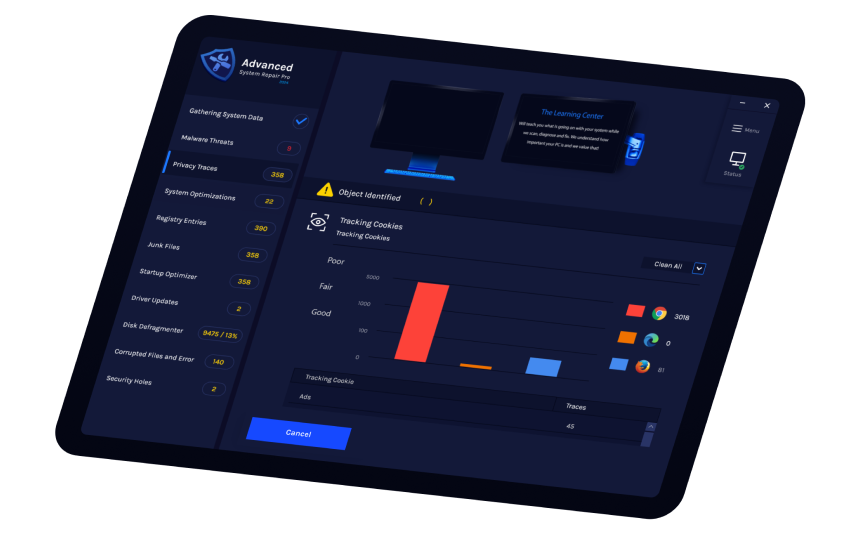 Advanced
System Repair Pro
Gathering System Data
Malware Threats
Privacy Traces
358
System Optimizations
22
Registry Entries
390
Junk Files
358
Startup Optimizer
358
Driver Updates
2
Disk Defragmenter
9475 / 13%
Corrupted Files and Error
140
Security Holes
2
Cancel
The Learning Center
Will teach you what is going on with your system while
we scan, diagnose and fix. We understand how
important your PC is and we value that!
Menu
Status
Object Identified ( )
Tracking Cookies
Tracking Cookies
Clean All
Poor
Fair
Good
5000
1000
100
0
3018
0
81
Tracking Cookie
Traces
Ads
45